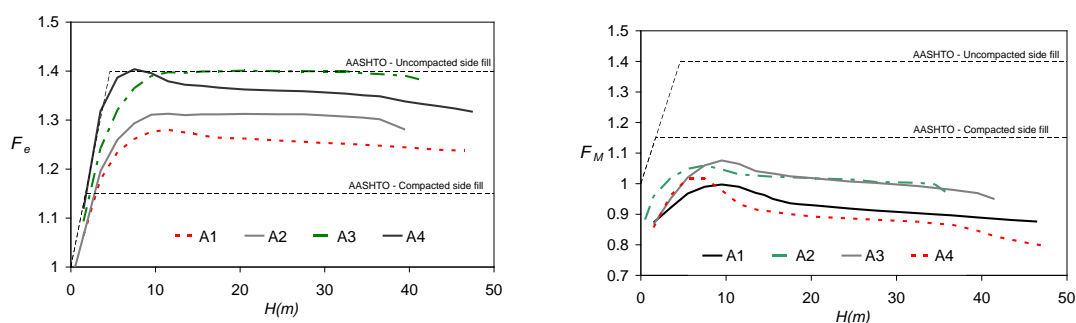 1.5
1.4
1.3
1.2
1.1
1
F_e
AASHTO - Uncompacted side fill
AASHTO - Compacted side fill
A1 A2 A3 A4
0 10 20 30 40 50
H(m)
1.5
1.4
1.3
1.2
1.1
1.0
0.9
0.8
0.7
F_M
AASHTO - Uncompacted side fill
AASHTO - Compacted side fill
A1 A2 A3 A4
0 10 20 30 40 50
H(m)